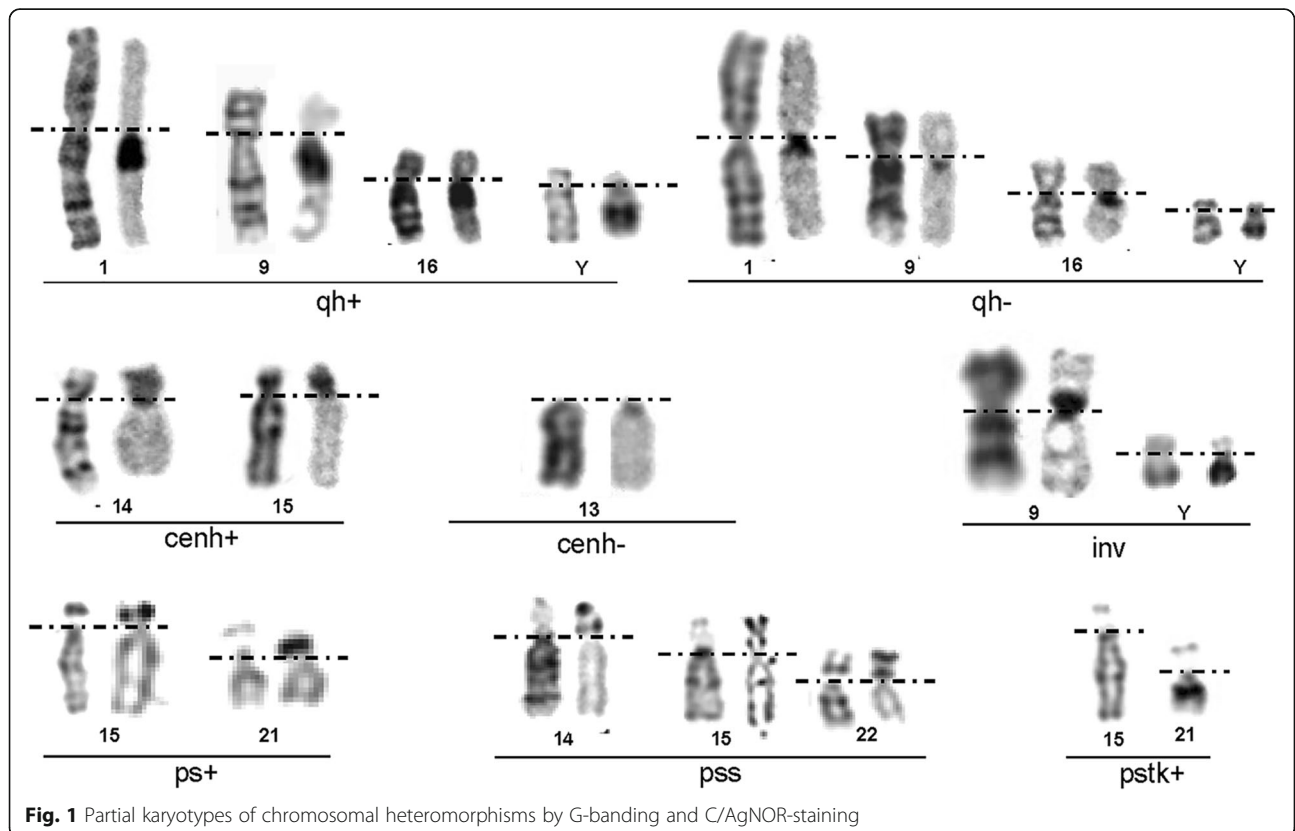 1 9 16 Y 1 9 16 Y
qh+ qh-
14 15 13 9 Y
cenh+ cenh- inv
15 21 14 15 22 15 21
ps+ pss pstk+
Fig. 1 Partial karyotypes of chromosomal heteromorphisms by G-banding and C/AgNOR-staining